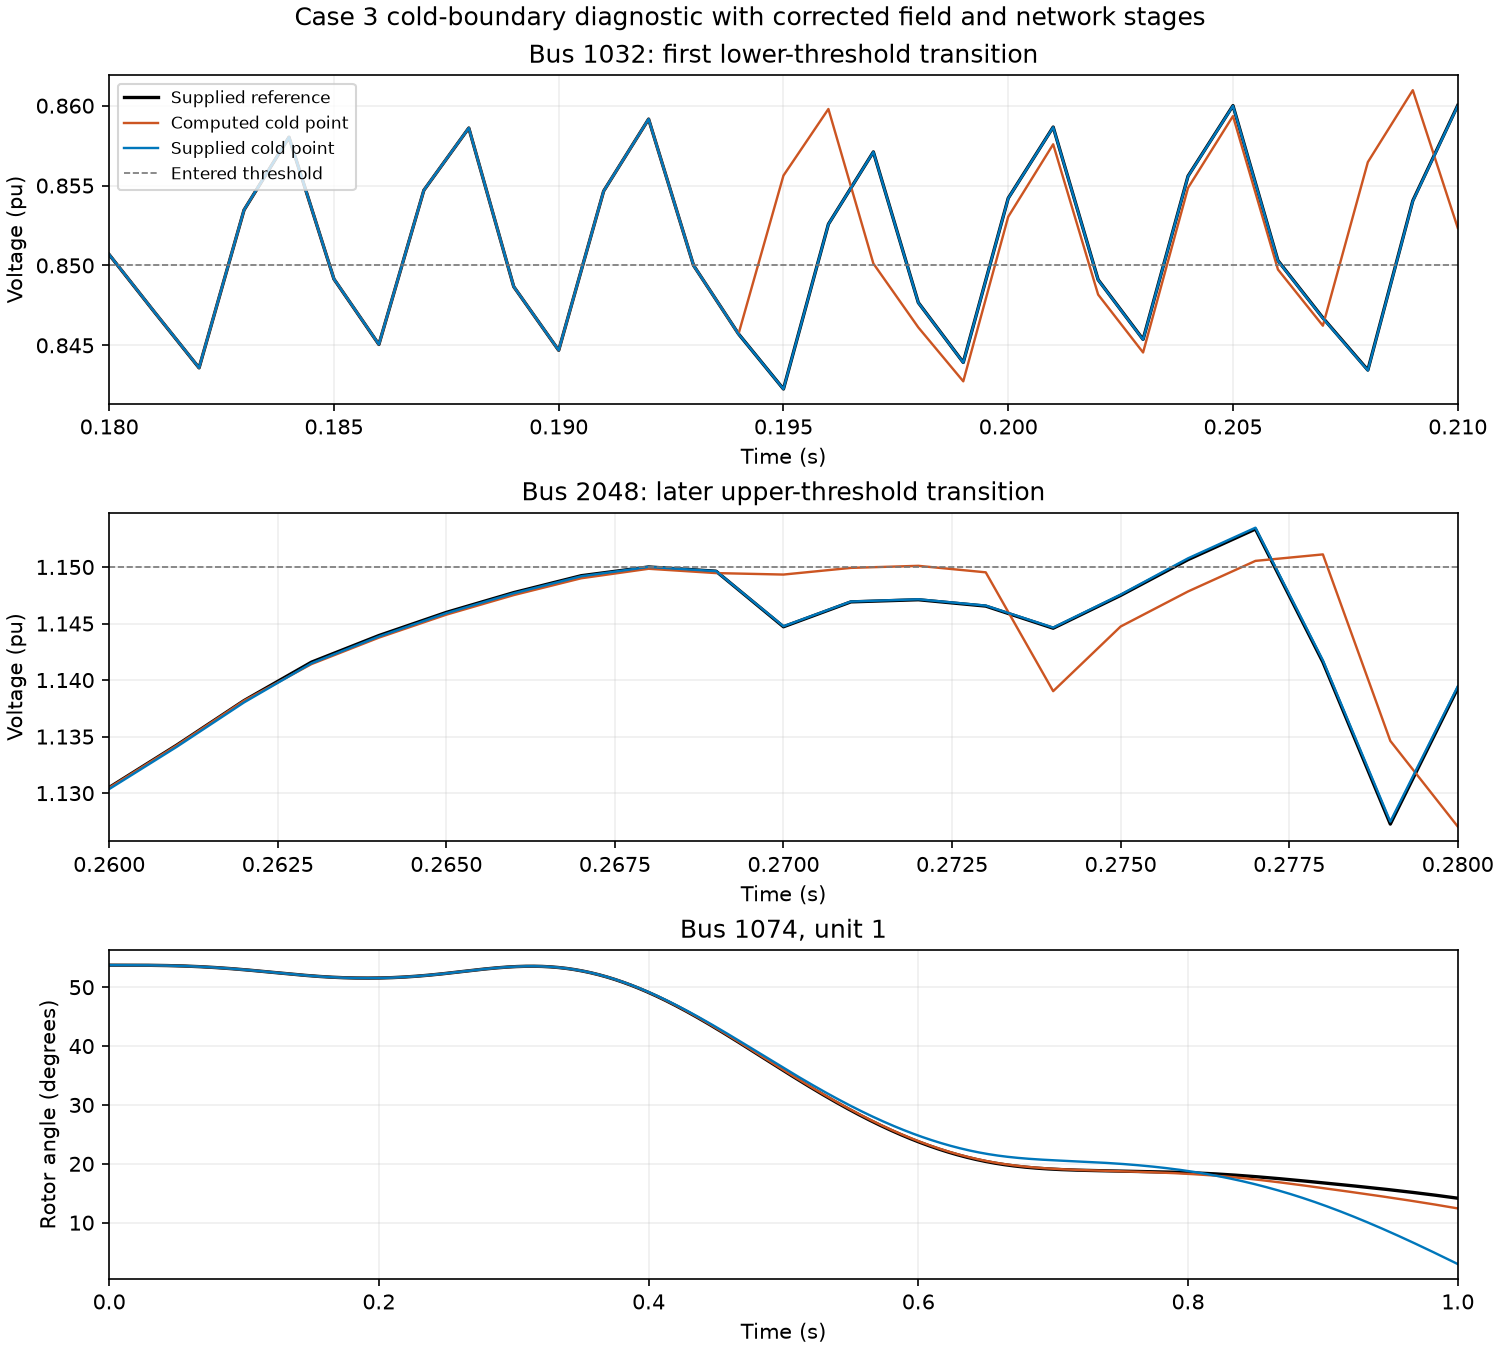 Case 3 cold-boundary diagnostic with corrected field and network stages
Bus 1032: first lower-threshold transition
Supplied reference
Computed cold point
Supplied cold point
Entered threshold
0.860
0.855
0.850
0.845
Voltage (pu)
0.180 0.185 0.190 0.195 0.200 0.205 0.210
Time (s)
Bus 2048: later upper-threshold transition
1.150
1.145
1.140
1.135
1.130
Voltage (pu)
0.2600 0.2625 0.2650 0.2675 0.2700 0.2725 0.2750 0.2775 0.2800
Time (s)
Bus 1074, unit 1
50
40
30
20
10
Rotor angle (degrees)
0.0 0.2 0.4 0.6 0.8 1.0
Time (s)